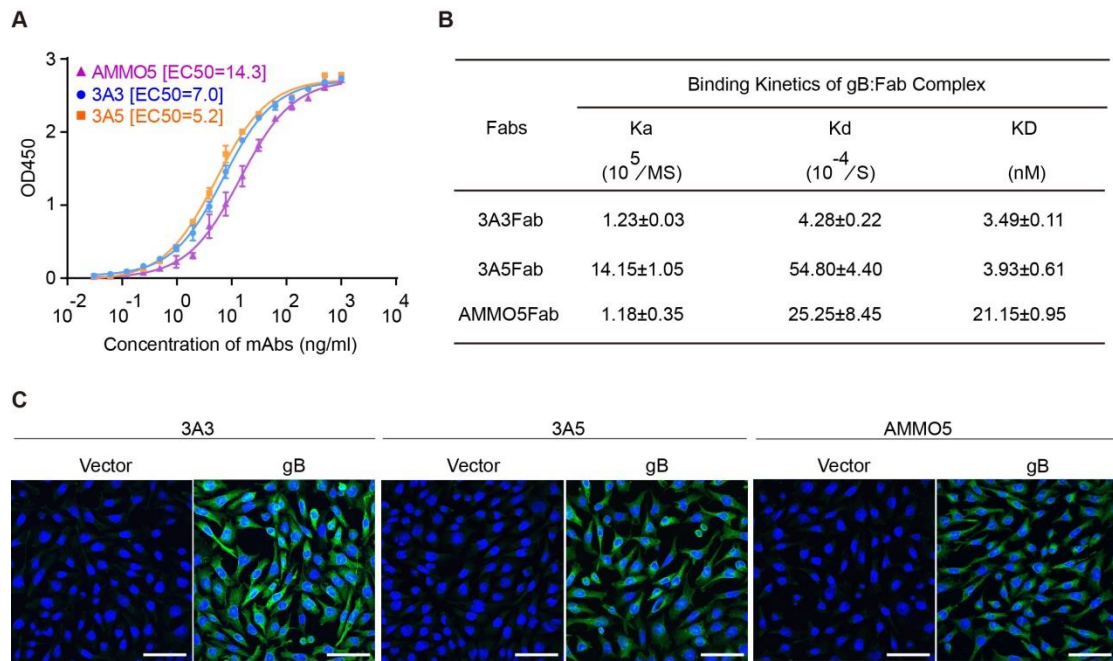 A
AMMO5 [EC50=14.3]
3A3 [EC50=7.0]
3A5 [EC50=5.2]
3
2
1
0
OD450
10^-2 10^-1 10^0 10^1 10^2 10^3 10^4
Concentration of mAbs (ng/ml)
B
Binding Kinetics of gB:Fab Complex
Fabs Ka Kd KD
(10^5/MS) (10^-4/S) (nM)
3A3Fab 1.23±0.03 4.28±0.22 3.49±0.11
3A5Fab 14.15±1.05 54.80±4.40 3.93±0.61
AMMO5Fab 1.18±0.35 25.25±8.45 21.15±0.95
C
3A3 3A5 AMMO5
Vector gB Vector gB Vector gB